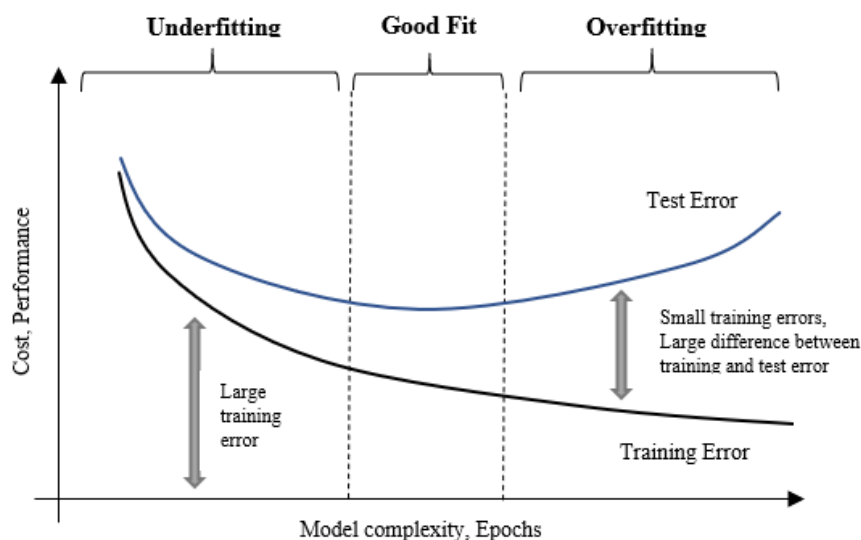 Underfitting
Good Fit
Overfitting
Cost, Performance
Test Error
Small training errors,
Large difference between
training and test error
Large
training
error
Training Error
Model complexity, Epochs